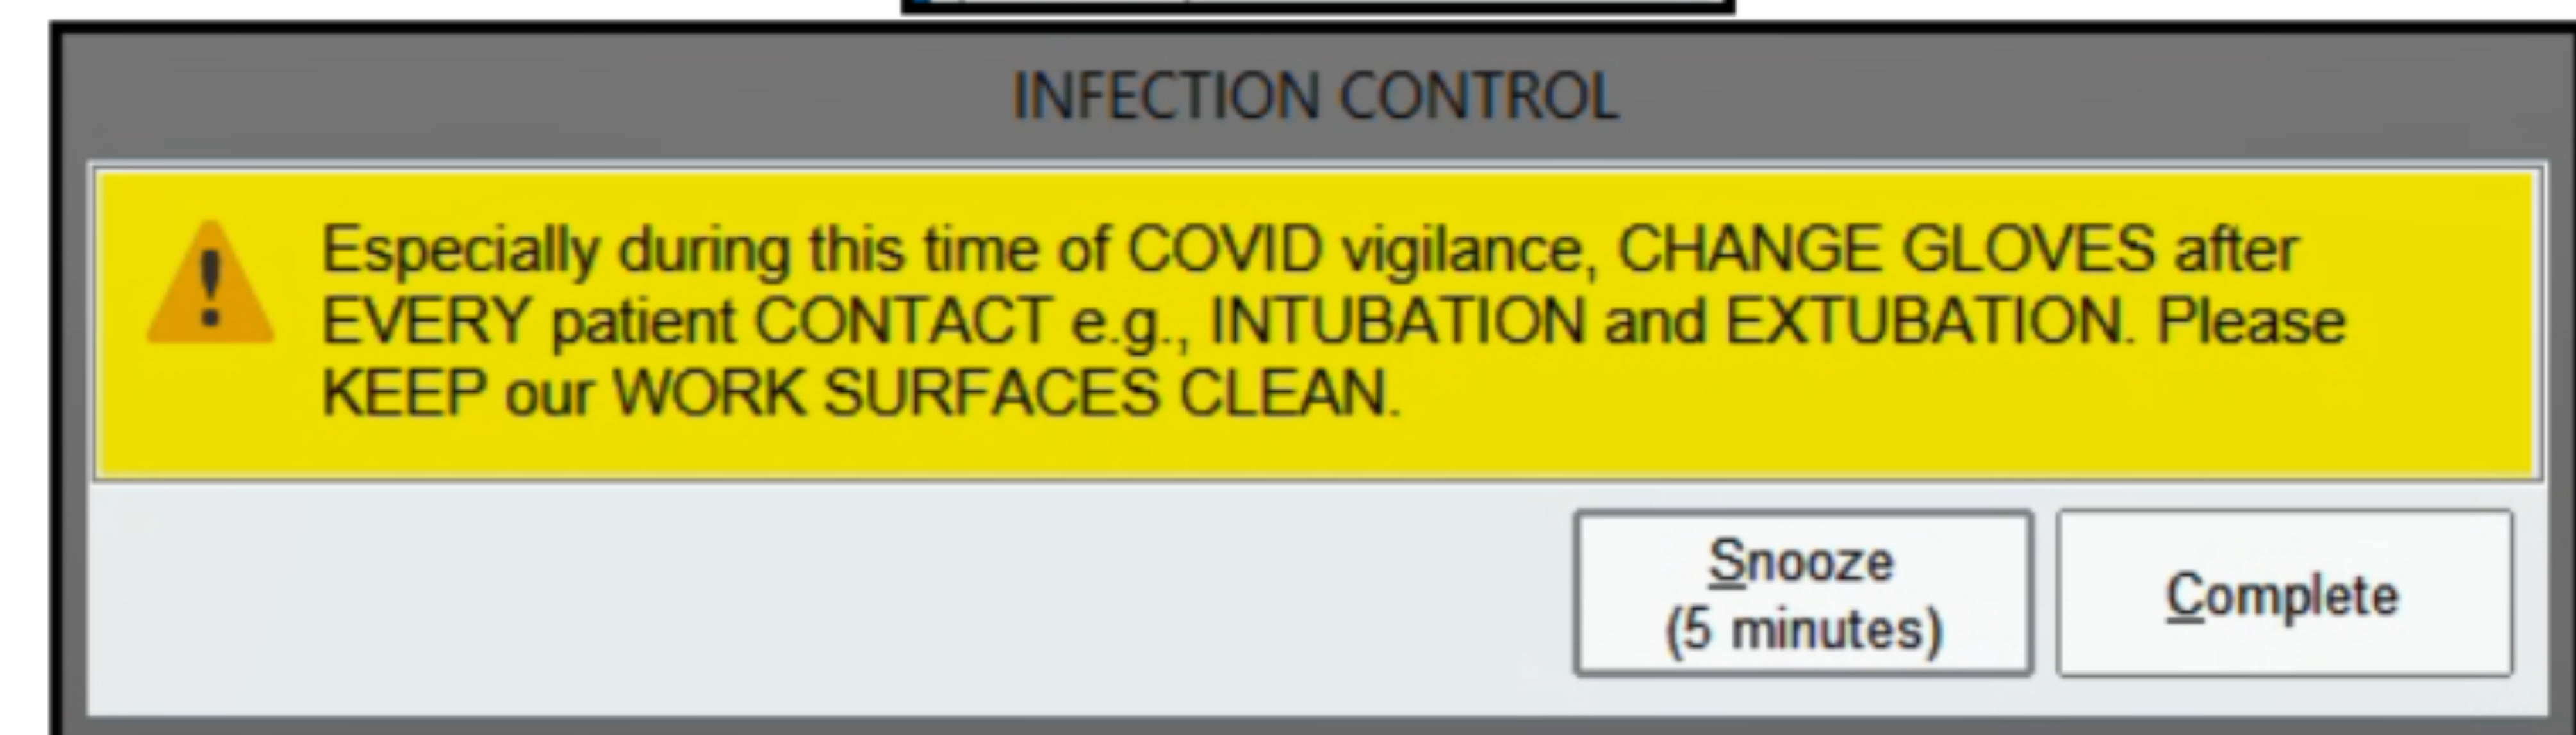 INFECTION CONTROL
Especially during this time of COVID vigilance, CHANGE GLOVES after
EVERY patient CONTACT e.g., INTUBATION and EXTUBATION. Please
KEEP our WORK SURFACES CLEAN.
Snooze
(5 minutes)
Complete